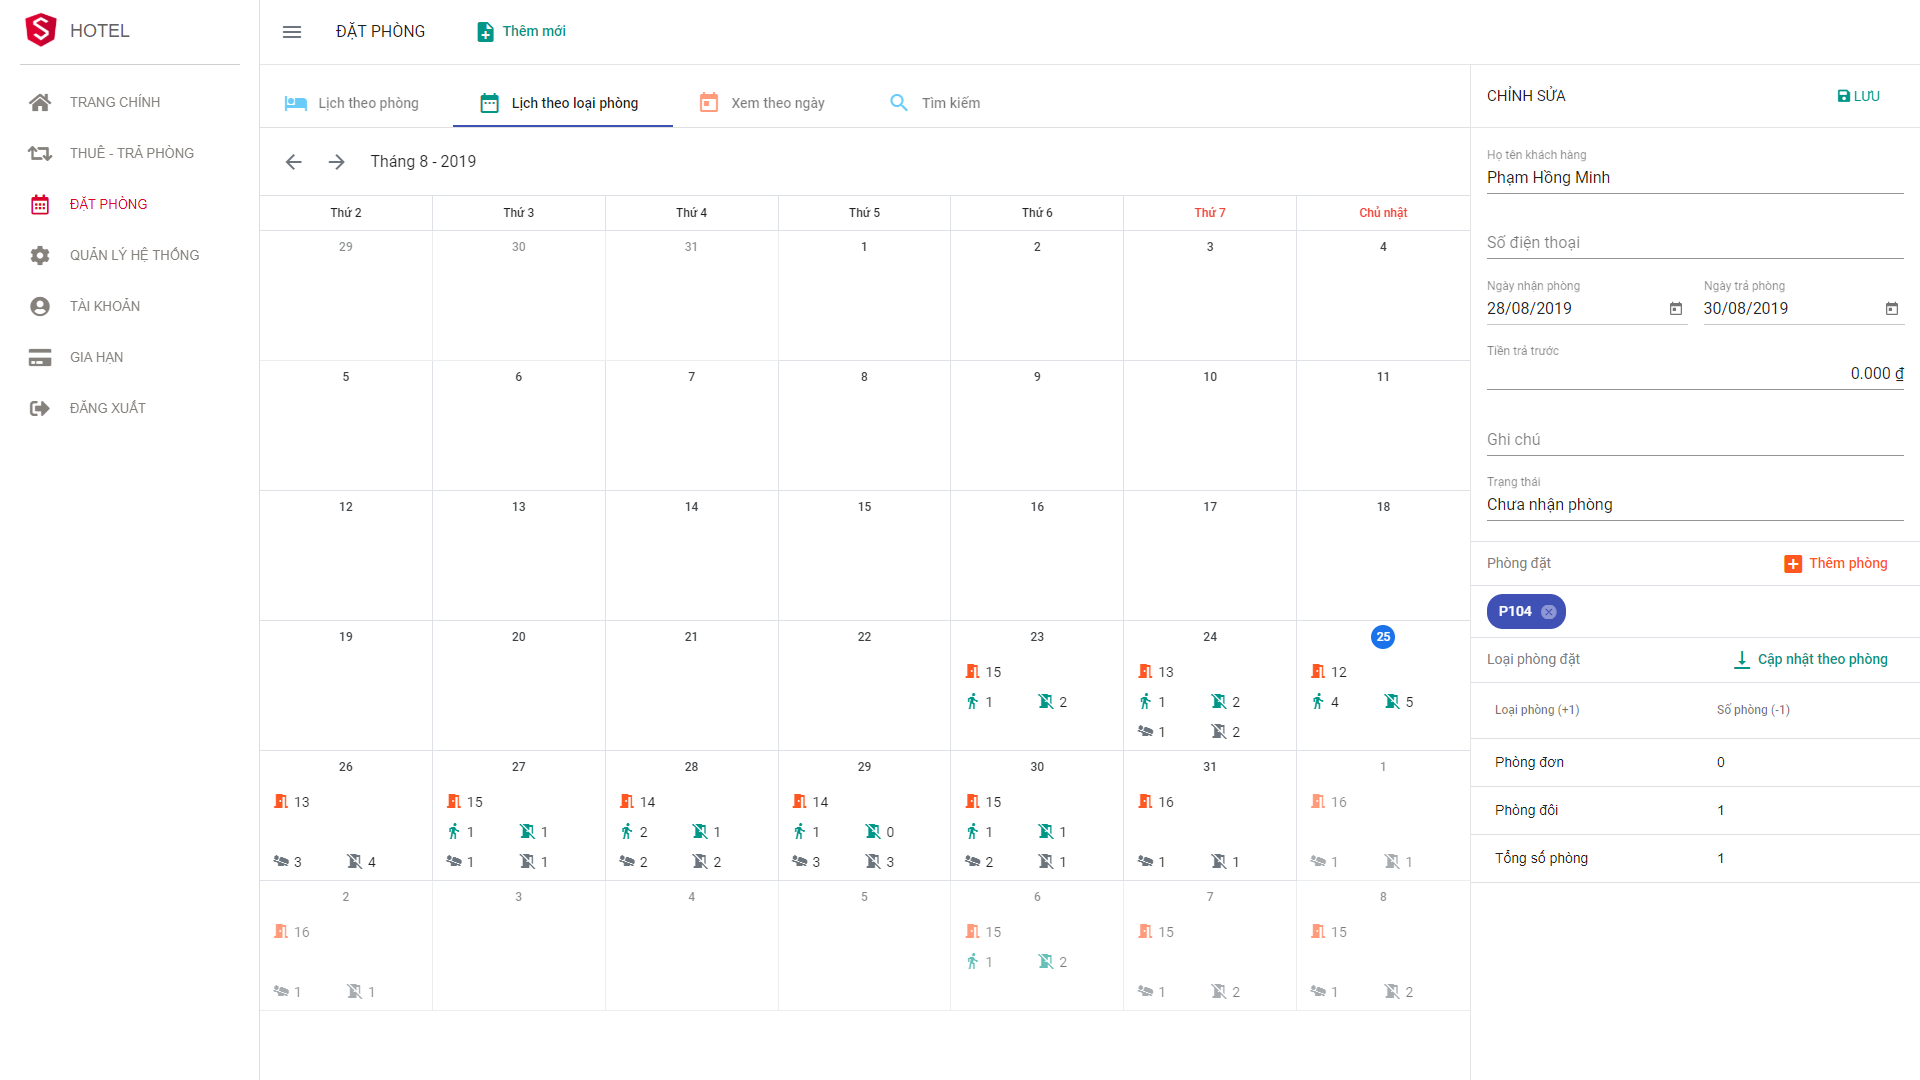 HOTEL
TRANG CHÍNH
THUÊ - TRẢ PHÒNG
ĐẶT PHÒNG
QUẢN LÝ HỆ THỐNG
TÀI KHOẢN
GIA HẠN
ĐĂNG XUẤT
ĐẶT PHÒNG Thêm mới
Lịch theo phòng Lịch theo loại phòng Xem theo ngày Tìm kiếm
Tháng 8 - 2019
Thứ 2 Thứ 3 Thứ 4 Thứ 5 Thứ 6 Thứ 7 Chủ nhật
29 30 31 1 2 3 4
5 6 7 8 9 10 11
12 13 14 15 16 17 18
19 20 21 22 23 24 25
15 13 12
1 2 1 2 4 5
1 2
26 27 28 29 30 31 1
13 15 14 14 15 16 16
1 1 2 1 1 0 1 1
3 4 1 1 2 2 3 3 2 1 1 1 1 1
2 3 4 5 6 7 8
16 15 15 15
1 2
1 1 1 2 1 2
CHỈNH SỬA LƯU
Họ tên khách hàng
Phạm Hồng Minh
Số điện thoại
Ngày nhận phòng Ngày trả phòng
28/08/2019 30/08/2019
Tiền trả trước
0.000 ₫
Ghi chú
Trạng thái
Chưa nhận phòng
Phòng đặt Thêm phòng
P104
Loại phòng đặt Cập nhật theo phòng
Loại phòng (+1) Số phòng (-1)
Phòng đơn 0
Phòng đôi 1
Tổng số phòng 1